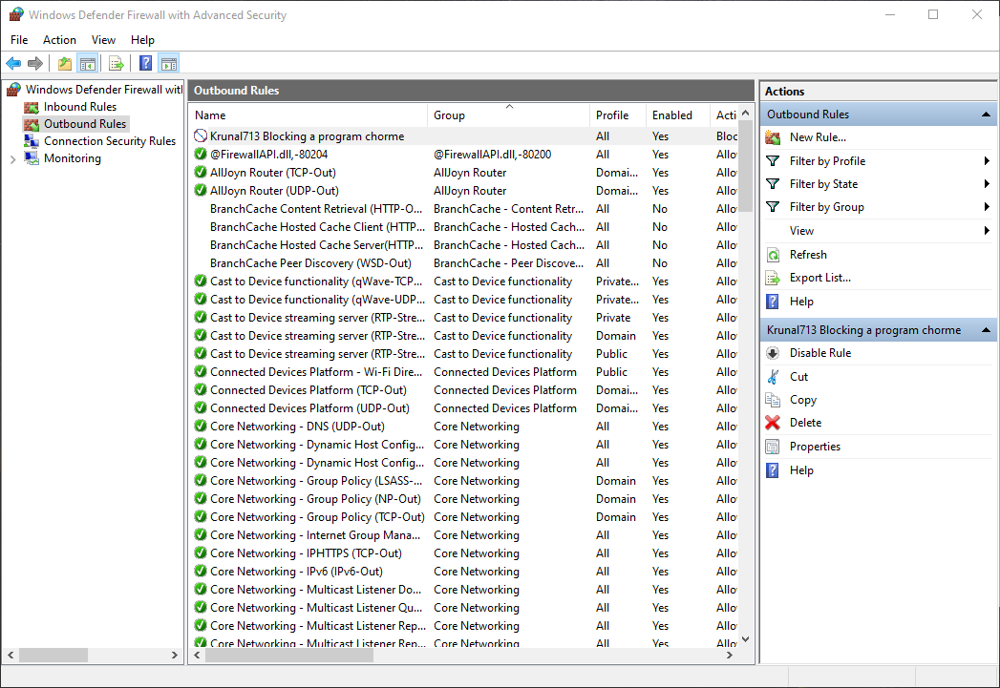 Windows Defender Firewall with Advanced Security
File Action View Help
Windows Defender Firewall witl
Inbound Rules
Outbound Rules
Connection Security Rules
Monitoring
Outbound Rules
Name Group Profile Enabled Acti
Krunal713 Blocking a program chorme All Yes Bloc
@FirewallAPI.dll,-80204 @FirewallAPI.dll,-80200 All Yes Allo
AllJoyn Router (TCP-Out) AllJoyn Router Domai... Yes Allo
AllJoyn Router (UDP-Out) AllJoyn Router Domai... Yes Allo
BranchCache Content Retrieval (HTTP-O... BranchCache - Content Retr... All No Allo
BranchCache Hosted Cache Client (HTTP... BranchCache - Hosted Cach... All No Allo
BranchCache Hosted Cache Server(HTTP... BranchCache - Hosted Cach... All No Allo
BranchCache Peer Discovery (WSD-Out) BranchCache - Peer Discove... All No Allo
Cast to Device functionality (qWave-TCP... Cast to Device functionality Private... Yes Allo
Cast to Device functionality (qWave-UDP... Cast to Device functionality Private... Yes Allo
Cast to Device streaming server (RTP-Stre... Cast to Device functionality Private Yes Allo
Cast to Device streaming server (RTP-Stre... Cast to Device functionality Domain Yes Allo
Cast to Device streaming server (RTP-Stre... Cast to Device functionality Public Yes Allo
Connected Devices Platform - Wi-Fi Dire... Connected Devices Platform Public Yes Allo
Connected Devices Platform (TCP-Out) Connected Devices Platform Domai... Yes Allo
Connected Devices Platform (UDP-Out) Connected Devices Platform Domai... Yes Allo
Core Networking - DNS (UDP-Out) Core Networking All Yes Allo
Core Networking - Dynamic Host Config... Core Networking All Yes Allo
Core Networking - Dynamic Host Config... Core Networking All Yes Allo
Core Networking - Group Policy (LSASS-... Core Networking Domain Yes Allo
Core Networking - Group Policy (NP-Out) Core Networking Domain Yes Allo
Core Networking - Group Policy (TCP-Out) Core Networking Domain Yes Allo
Core Networking - Internet Group Mana... Core Networking All Yes Allo
Core Networking - IPHTTPS (TCP-Out) Core Networking All Yes Allo
Core Networking - IPv6 (IPv6-Out) Core Networking All Yes Allo
Core Networking - Multicast Listener Do... Core Networking All Yes Allo
Core Networking - Multicast Listener Qu... Core Networking All Yes Allo
Core Networking - Multicast Listener Rep... Core Networking All Yes Allo
Core Networking - Multicast Listener Rep... Core Networking All Yes Allo
Actions
Outbound Rules
New Rule...
Filter by Profile
Filter by State
Filter by Group
View
Refresh
Export List...
Help
Krunal713 Blocking a program chorme
Disable Rule
Cut
Copy
Delete
Properties
Help